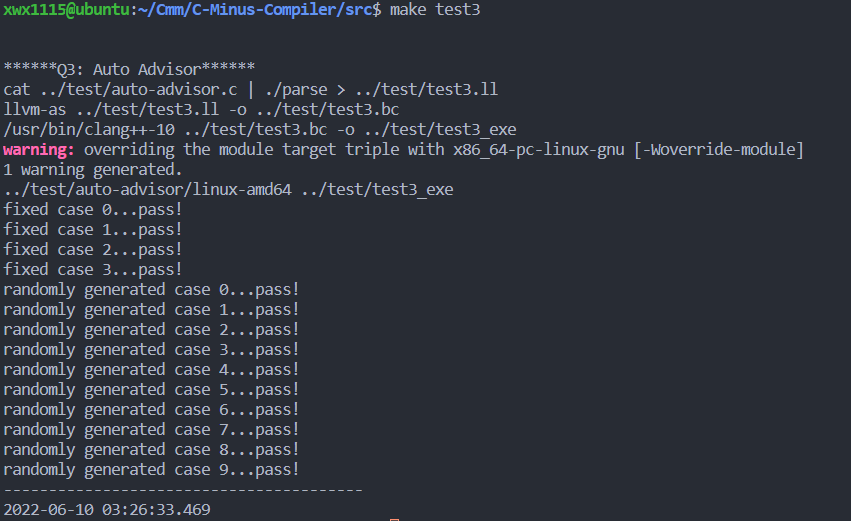 xwx1115@ubuntu:~/Cmm/C-Minus-Compiler/src$ make test3
******Q3: Auto Advisor******
cat ../test/auto-advisor.c | ./parse > ../test/test3.ll
llvm-as ../test/test3.ll -o ../test/test3.bc
/usr/bin/clang++-10 ../test/test3.bc -o ../test/test3_exe
warning: overriding the module target triple with x86_64-pc-linux-gnu [-Woverride-module]
1 warning generated.
../test/auto-advisor/linux-amd64 ../test/test3_exe
fixed case 0...pass!
fixed case 1...pass!
fixed case 2...pass!
fixed case 3...pass!
randomly generated case 0...pass!
randomly generated case 1...pass!
randomly generated case 2...pass!
randomly generated case 3...pass!
randomly generated case 4...pass!
randomly generated case 5...pass!
randomly generated case 6...pass!
randomly generated case 7...pass!
randomly generated case 8...pass!
randomly generated case 9...pass!
----------------------------------------
2022-06-10 03:26:33.469